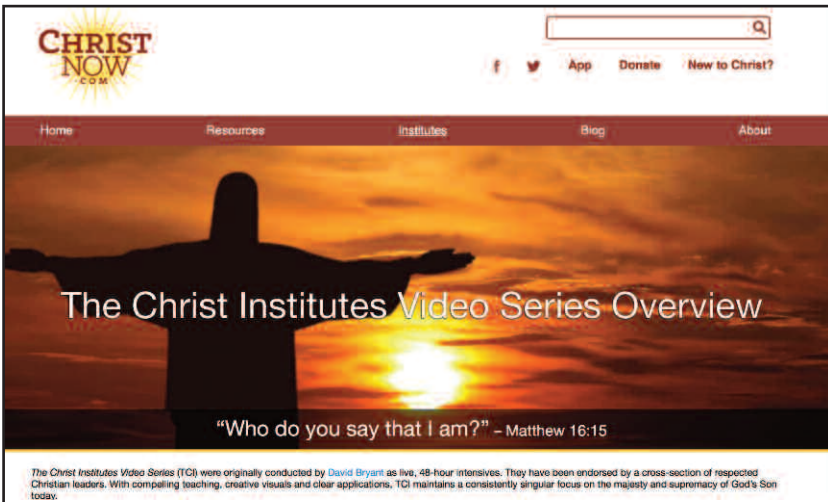 CHRIST
NOW
.COM
App Donate New to Christ?
Home Resources Institutes Blog About
The Christ Institutes Video Series Overview
“Who do you say that I am?” – Matthew 16:15
The Christ Institutes Video Series (TCI) were originally conducted by David Bryant as live, 48-hour intensives. They have been endorsed by a cross-section of respected
Christian leaders. With compelling teaching, creative visuals and clear applications, TCI maintains a consistently singular focus on the majesty and supremacy of God's Son
today.